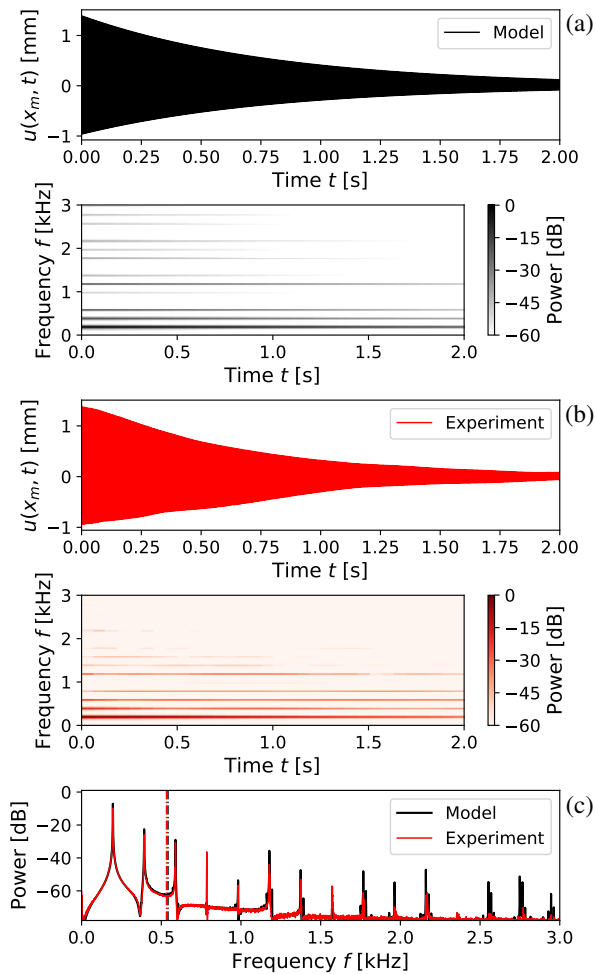 (a)
Model
u(x_m, t) [mm]
1
0
−1
0.00 0.25 0.50 0.75 1.00 1.25 1.50 1.75 2.00
Time t [s]
Frequency f [kHz]
3
2
1
0
0.0 0.5 1.0 1.5 2.0
Time t [s]
0
−15
−30
−45
−60
Power [dB]
(b)
Experiment
u(x_m, t) [mm]
1
0
−1
0.00 0.25 0.50 0.75 1.00 1.25 1.50 1.75 2.00
Time t [s]
Frequency f [kHz]
3
2
1
0
0.0 0.5 1.0 1.5 2.0
Time t [s]
0
−15
−30
−45
−60
Power [dB]
(c)
Model
Experiment
Power [dB]
0
−20
−40
−60
0.0 0.5 1.0 1.5 2.0 2.5 3.0
Frequency f [kHz]